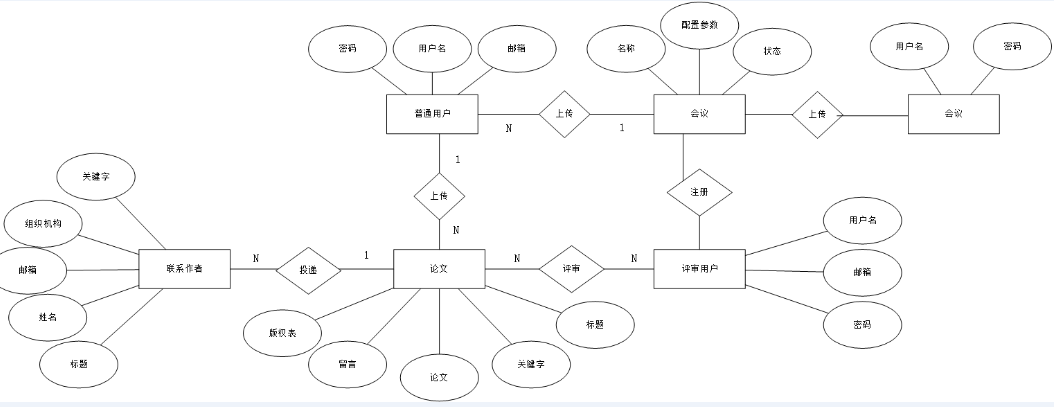 配置参数
密码
用户名
邮箱
名称
状态
用户名
密码
普通用户
N
上传
1
会议
上传
会议
1
关键字
上传
注册
组织机构
N
用户名
邮箱
联系作者
N
投递
1
论文
N
评审
N
评审用户
邮箱
姓名
版权表
标题
密码
标题
留言
论文
关键字